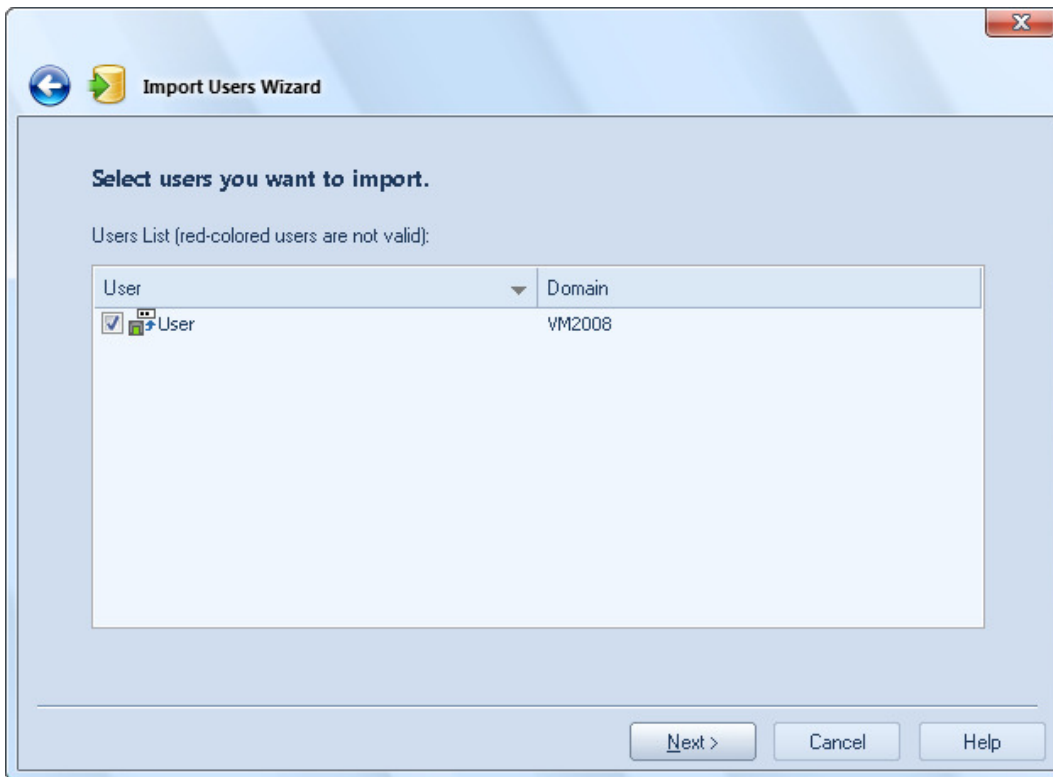 Import Users Wizard
Select users you want to import.
Users List (red-colored users are not valid):
User Domain
User VM2008
Next > Cancel Help